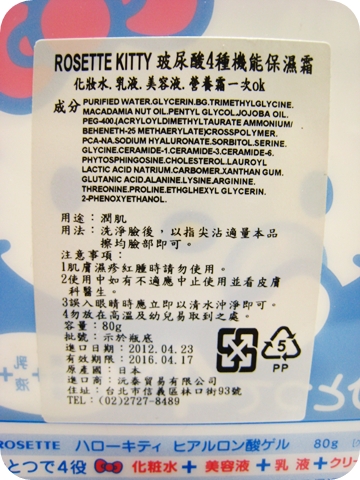 ROSETTE KITTY 玻尿酸4種機能保濕霜
化妝水.乳液.美容液.營養霜一次ok
成分 PURIFIED WATER.GLYCERIN.BG.TRIMETHYLGLYCINE.
MACADAMIA NUT OIL.PENTYL GLYCOL.JOJOBA OIL.
PEG-400.(ACRYLOYLDIMETHYLTAURATE AMMONIUM/
BEHENETH-25 METHAERYLATE)CROSSPOLYMER.
PCA-NA.SODIUM HYALURONATE.SORBITOL.SERINE.
GLYCINE.CERAMIDE-1.CERAMIDE-3.CERAMIDE-6.
PHYTOSPHINGOSINE.CHOLESTEROL.LAUROYL
LACTIC ACID NATRIUM.CARBOMER.XANTHAN GUM.
GLUTANIC ACID.ALANINE.LYSINE.ARGININE.
THREONINE.PROLINE.ETHGLHEXYL GLYCERIN.
2-PHENOXYETHANOL.
用途：潤肌
用法：洗淨臉後，以指尖沾適量本品
擦均臉部即可。
注意事項：
1肌膚濕疹紅腫時請勿使用。
2使用中如有不適應中止使用並看皮膚
科醫生。
3誤入眼睛時應立即以清水沖淨即可。
4勿放在高溫及幼兒易取到之處。
容量：80g
批號：示於瓶底
進口日期：2012.04.23
有效期限：2016.04.17
原產國：日本
進口商：沅泰貿易有限公司
住址：台北市信義區林口街93號
TEL：(02)2727-8489
5
PP
乳液
ROSETTE ハローキティ ヒアルロン酸ゲル 80g
とつで4役 化粧水+美容液+乳液+クリー